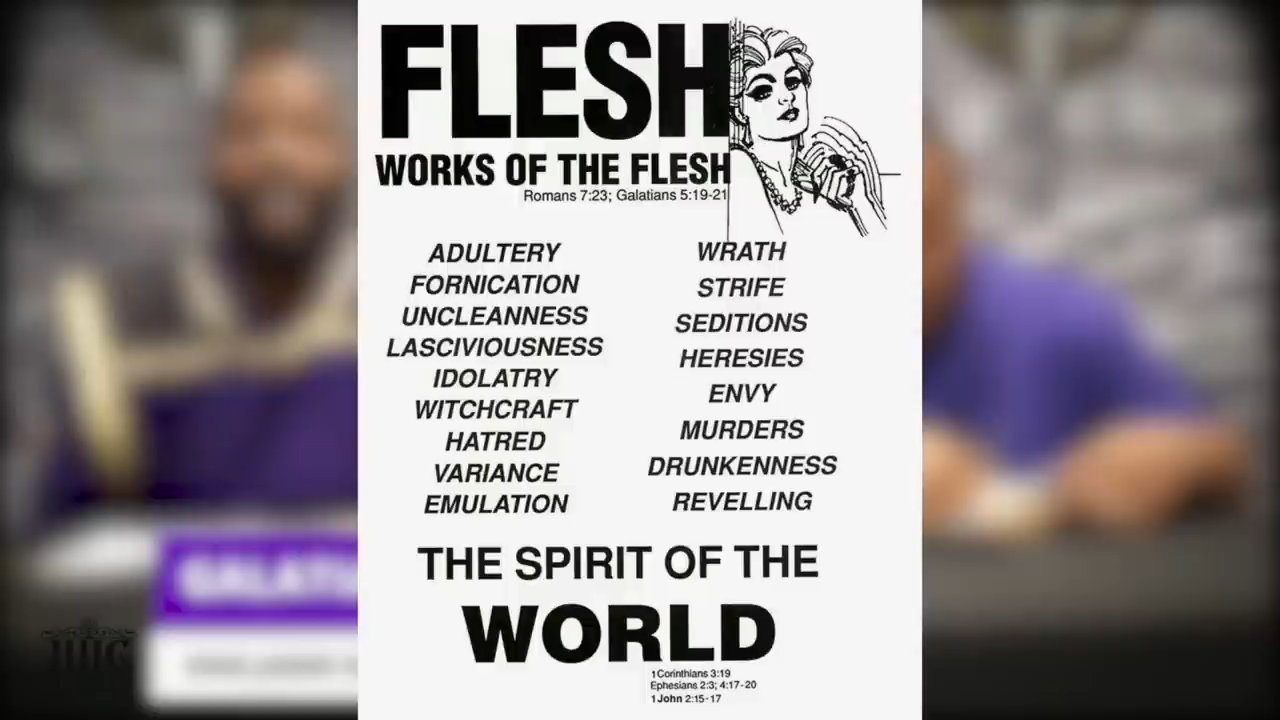 FLESH
WORKS OF THE FLESH
Romans 7:23; Galatians 5:19-21
ADULTERY
FORNICATION
UNCLEANNESS
LASCIVIOUSNESS
IDOLATRY
WITCHCRAFT
HATRED
VARIANCE
EMULATION
WRATH
STRIFE
SEDITIONS
HERESIES
ENVY
MURDERS
DRUNKENNESS
REVELLING
THE SPIRIT OF THE
WORLD
1 Corinthians 3:19
Ephesians 2:3; 4:17-20
1 John 2:15-17